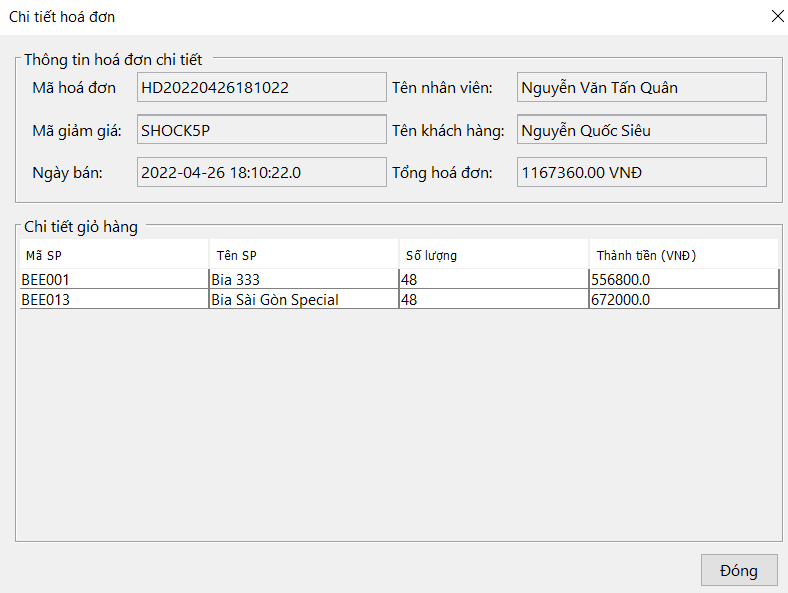 Chi tiết hoá đơn
Thông tin hoá đơn chi tiết
Mã hoá đơn HD20220426181022 Tên nhân viên: Nguyễn Văn Tấn Quân
Mã giảm giá: SHOCK5P Tên khách hàng: Nguyễn Quốc Siêu
Ngày bán: 2022-04-26 18:10:22.0 Tổng hoá đơn: 1167360.00 VNĐ
Chi tiết giỏ hàng
Mã SP Tên SP Số lượng Thành tiền (VNĐ)
BEE001 Bia 333 48 556800.0
BEE013 Bia Sài Gòn Special 48 672000.0
Đóng